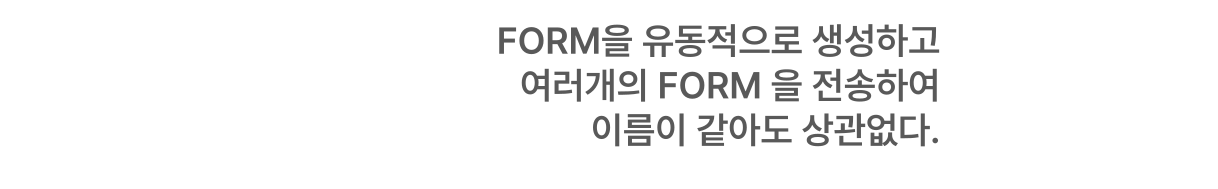 FORM을 유동적으로 생성하고
여러개의 FORM 을 전송하여
이름이 같아도 상관없다.